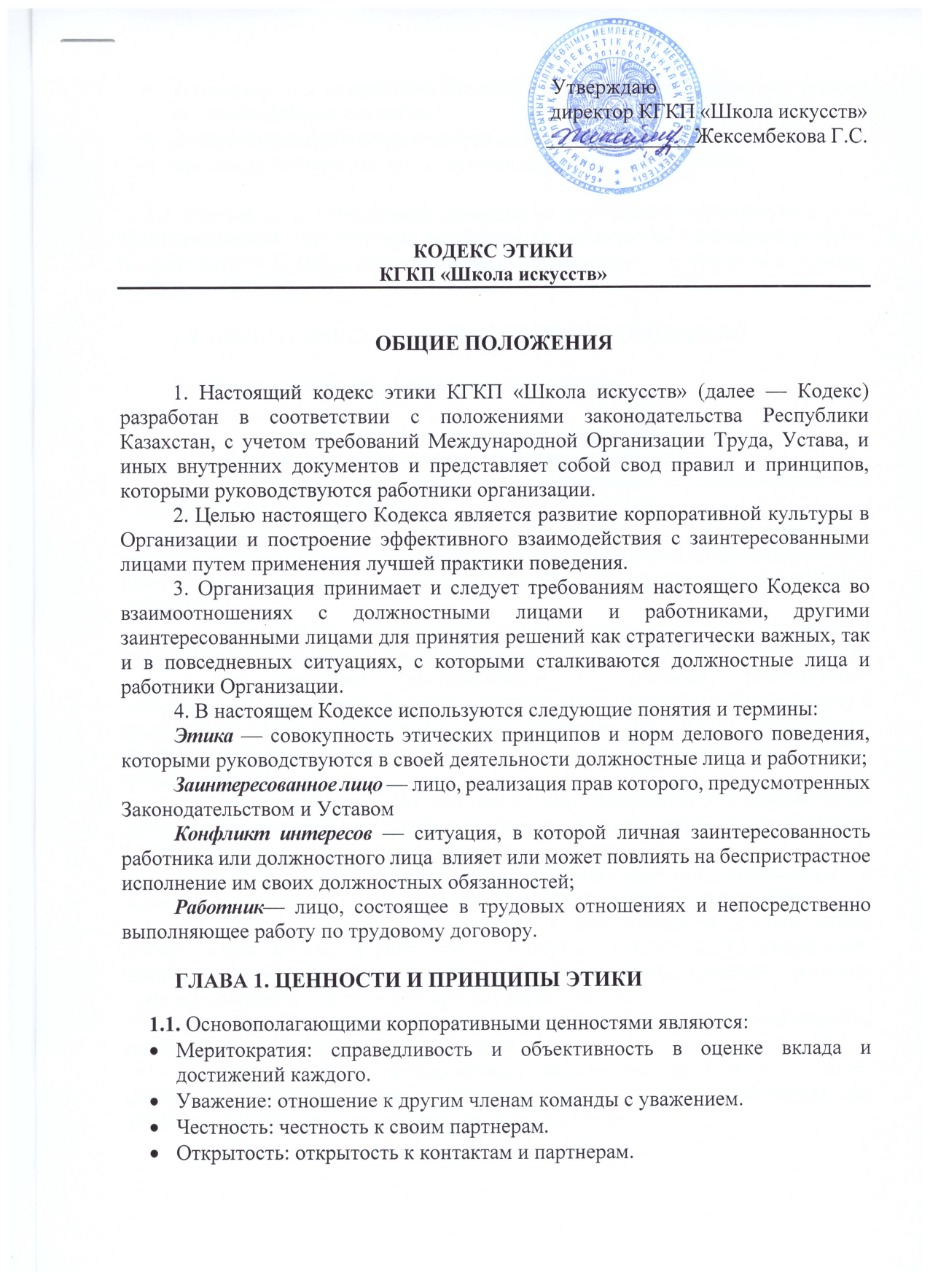 Утверждаю
директор КГКП «Школа искусств»
Жексембекова Г.С.
КОДЕКС ЭТИКИ
КГКП «Школа искусств»
ОБЩИЕ ПОЛОЖЕНИЯ
1. Настоящий кодекс этики КГКП «Школа искусств» (далее — Кодекс)
разработан в соответствии с положениями законодательства Республики
Казахстан, с учетом требований Международной Организации Труда, Устава, и
иных внутренних документов и представляет собой свод правил и принципов,
которыми руководствуются работники организации.
2. Целью настоящего Кодекса является развитие корпоративной культуры в
Организации и построение эффективного взаимодействия с заинтересованными
лицами путем применения лучшей практики поведения.
3. Организация принимает и следует требованиям настоящего Кодекса во
взаимоотношениях с должностными лицами и работниками, другими
заинтересованными лицами для принятия решений как стратегически важных, так
и в повседневных ситуациях, с которыми сталкиваются должностные лица и
работники Организации.
4. В настоящем Кодексе используются следующие понятия и термины:
Этика — совокупность этических принципов и норм делового поведения,
которыми руководствуются в своей деятельности должностные лица и работники;
Заинтересованное лицо — лицо, реализация прав которого, предусмотренных
Законодательством и Уставом
Конфликт интересов — ситуация, в которой личная заинтересованность
работника или должностного лица влияет или может повлиять на беспристрастное
исполнение им своих должностных обязанностей;
Работник— лицо, состоящее в трудовых отношениях и непосредственно
выполняющее работу по трудовому договору.
ГЛАВА 1. ЦЕННОСТИ И ПРИНЦИПЫ ЭТИКИ
1.1. Основополагающими корпоративными ценностями являются:
• Меритократия: справедливость и объективность в оценке вклада и
достижений каждого.
• Уважение: отношение к другим членам команды с уважением.
• Честность: честность к своим партнерам.
• Открытость: открытость к контактам и партнерам.